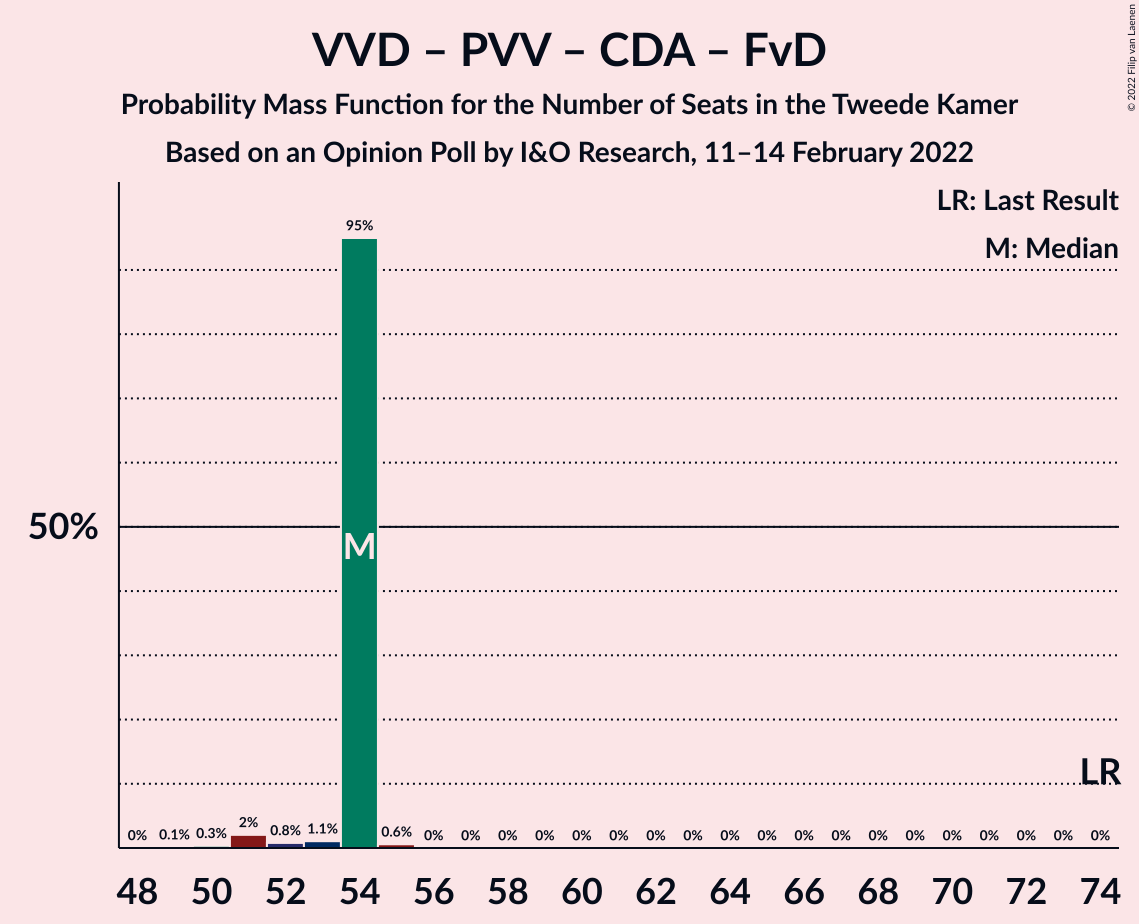 VVD – PVV – CDA – FvD
Probability Mass Function for the Number of Seats in the Tweede Kamer
Based on an Opinion Poll by I&O Research, 11–14 February 2022
© 2022 Filip van Laenen
LR: Last Result
M: Median
95%
50%
M
LR
0% 0.1% 0.3% 2% 0.8% 1.1% 0.6% 0% 0% 0% 0% 0% 0% 0% 0% 0% 0% 0% 0% 0% 0% 0% 0% 0% 0% 0%
48 50 52 54 56 58 60 62 64 66 68 70 72 74